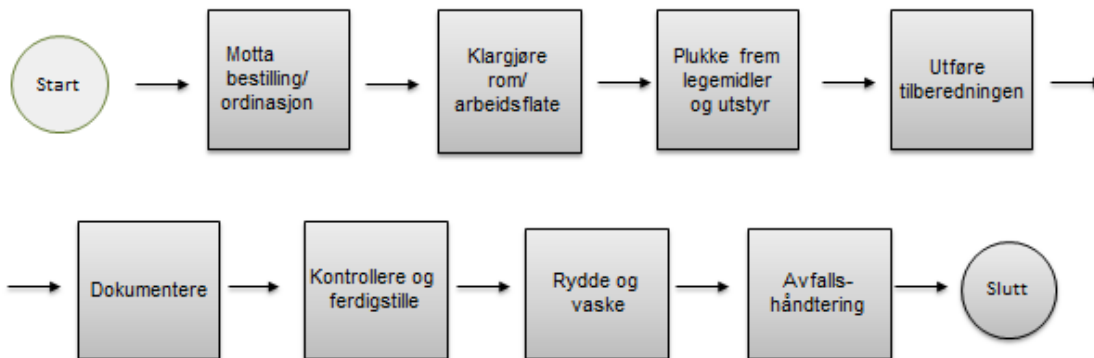 Start
Motta
bestilling/
ordinasjon
Klargjøre
rom/
arbeidsflate
Plukke frem
legemidler
og utstyr
Utføre
tilberedningen
Dokumentere
Kontrollere og
ferdigstille
Rydde og
vaske
Avfalls-
håndtering
Slutt